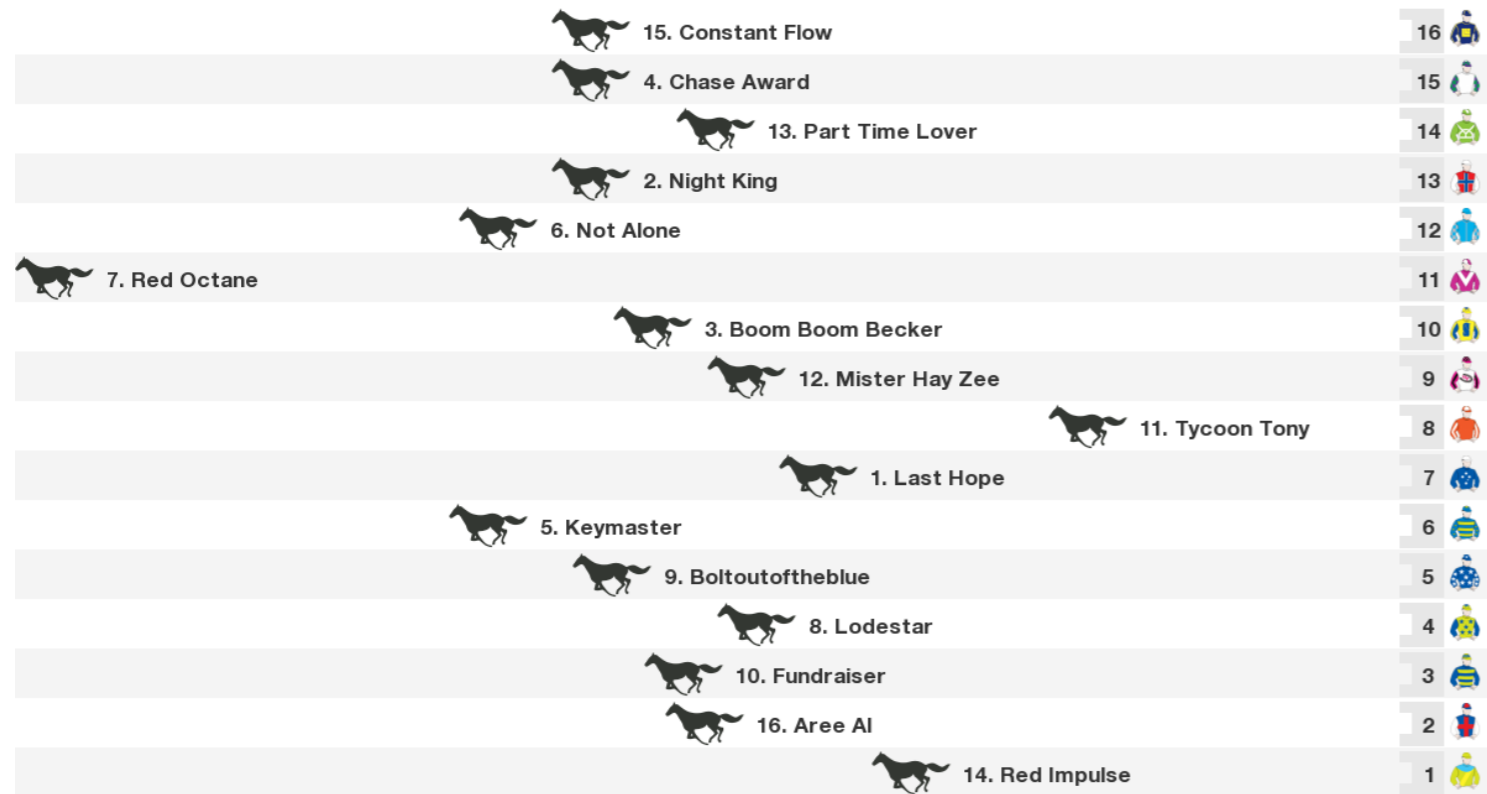 15. Constant Flow 16
4. Chase Award 15
13. Part Time Lover 14
2. Night King 13
6. Not Alone 12
7. Red Octane 11
3. Boom Boom Becker 10
12. Mister Hay Zee 9
11. Tycoon Tony 8
1. Last Hope 7
5. Keymaster 6
9. Boltoutoftheblue 5
8. Lodestar 4
10. Fundraiser 3
16. Aree Al 2
14. Red Impulse 1